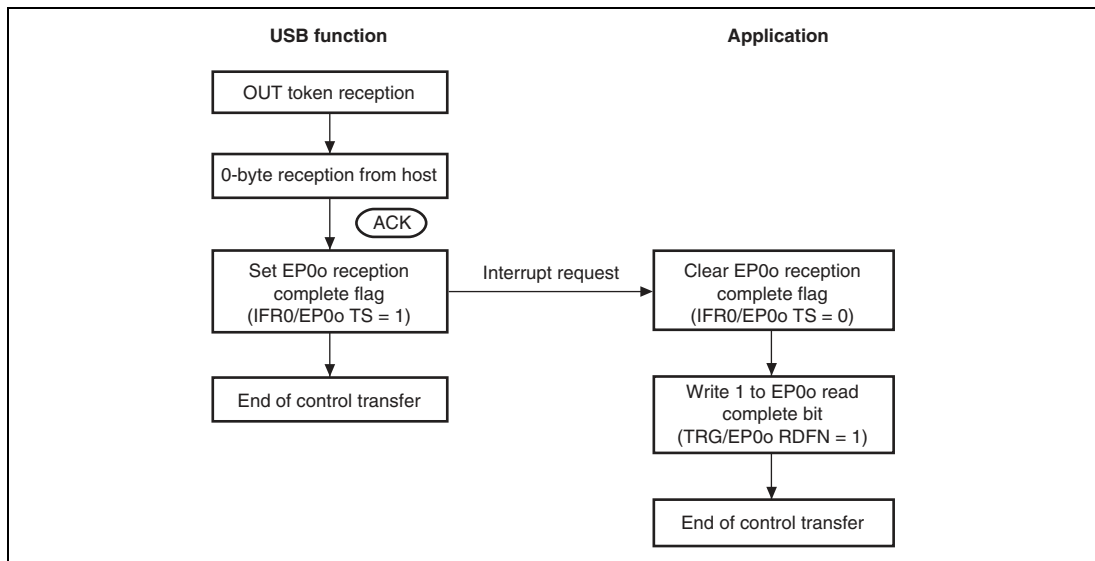 USB function
Application
OUT token reception
0-byte reception from host
ACK
Set EP0o reception
complete flag
(IFR0/EP0o TS = 1)
Interrupt request
Clear EP0o reception
complete flag
(IFR0/EP0o TS = 0)
End of control transfer
Write 1 to EP0o read
complete bit
(TRG/EP0o RDFN = 1)
End of control transfer